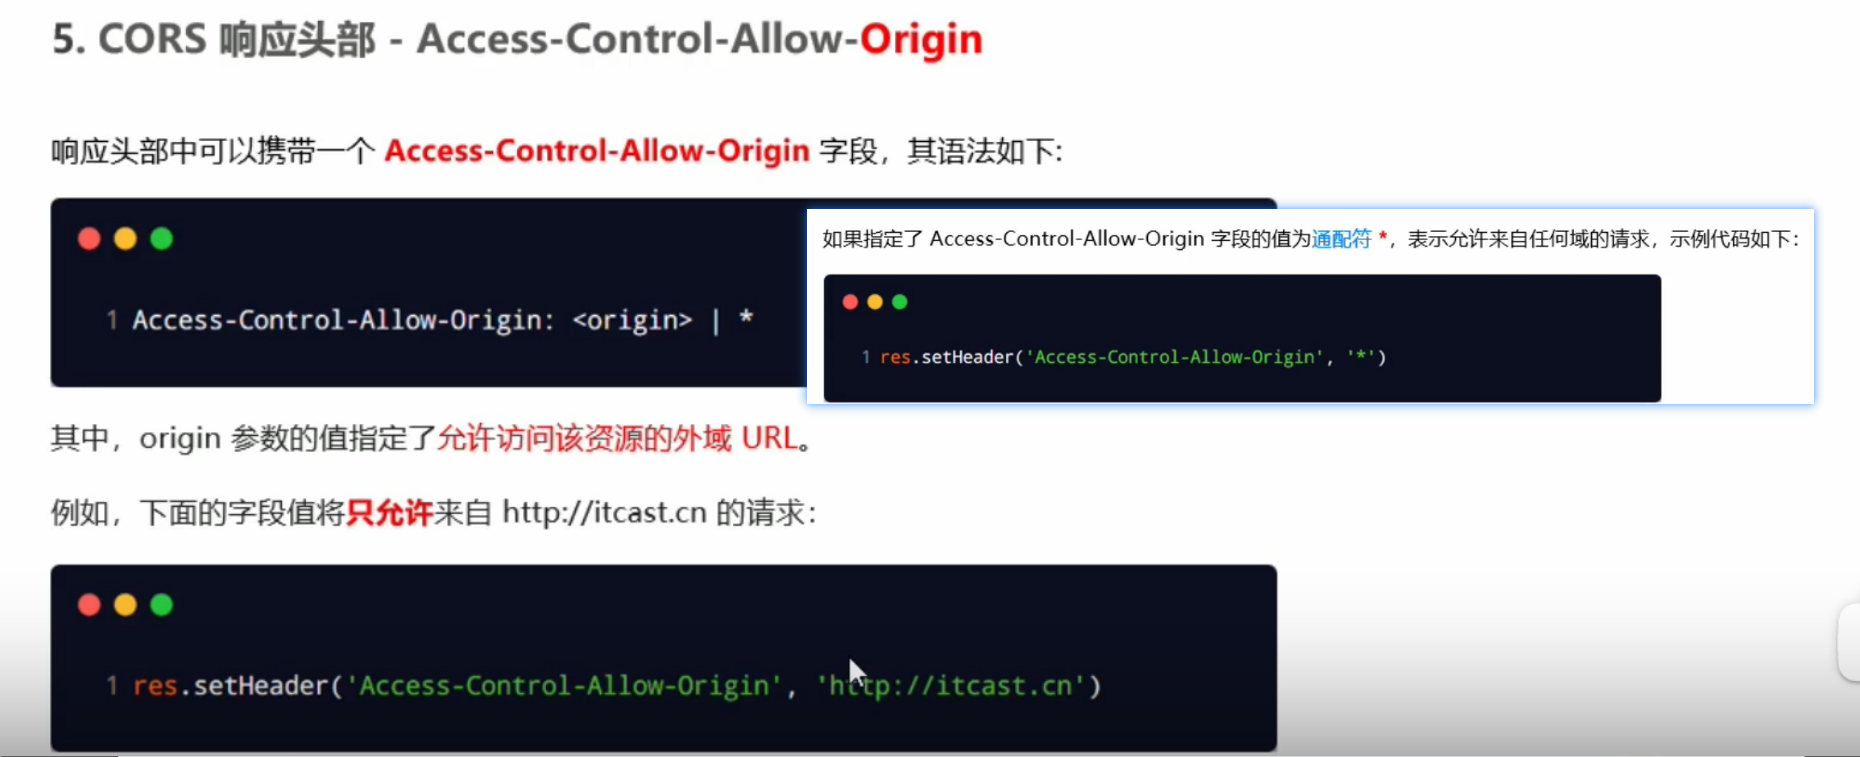 5. CORS 响应头部 - Access-Control-Allow-Origin
响应头部中可以携带一个 Access-Control-Allow-Origin 字段，其语法如下:
1 Access-Control-Allow-Origin: <origin> | *
如果指定了 Access-Control-Allow-Origin 字段的值为通配符 *，表示允许来自任何域的请求，示例代码如下：
1 res.setHeader('Access-Control-Allow-Origin', '*')
其中，origin 参数的值指定了允许访问该资源的外域 URL。
例如，下面的字段值将只允许来自 http://itcast.cn 的请求：
1 res.setHeader('Access-Control-Allow-Origin', 'http://itcast.cn')